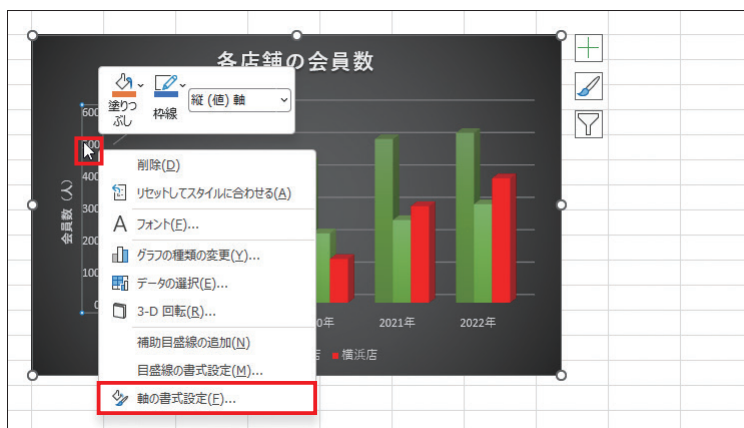 各店舗の会員数
塗りつ
ぶし
枠線
縦 (値) 軸
600
500
400
300
200
100
0
会員数（人）
削除(D)
リセットしてスタイルに合わせる(A)
フォント(F)...
グラフの種類の変更(Y)...
データの選択(E)...
3-D 回転(R)...
補助目盛線の追加(N)
目盛線の書式設定(M)...
軸の書式設定(F)...
0年 2021年 2022年
店 横浜店